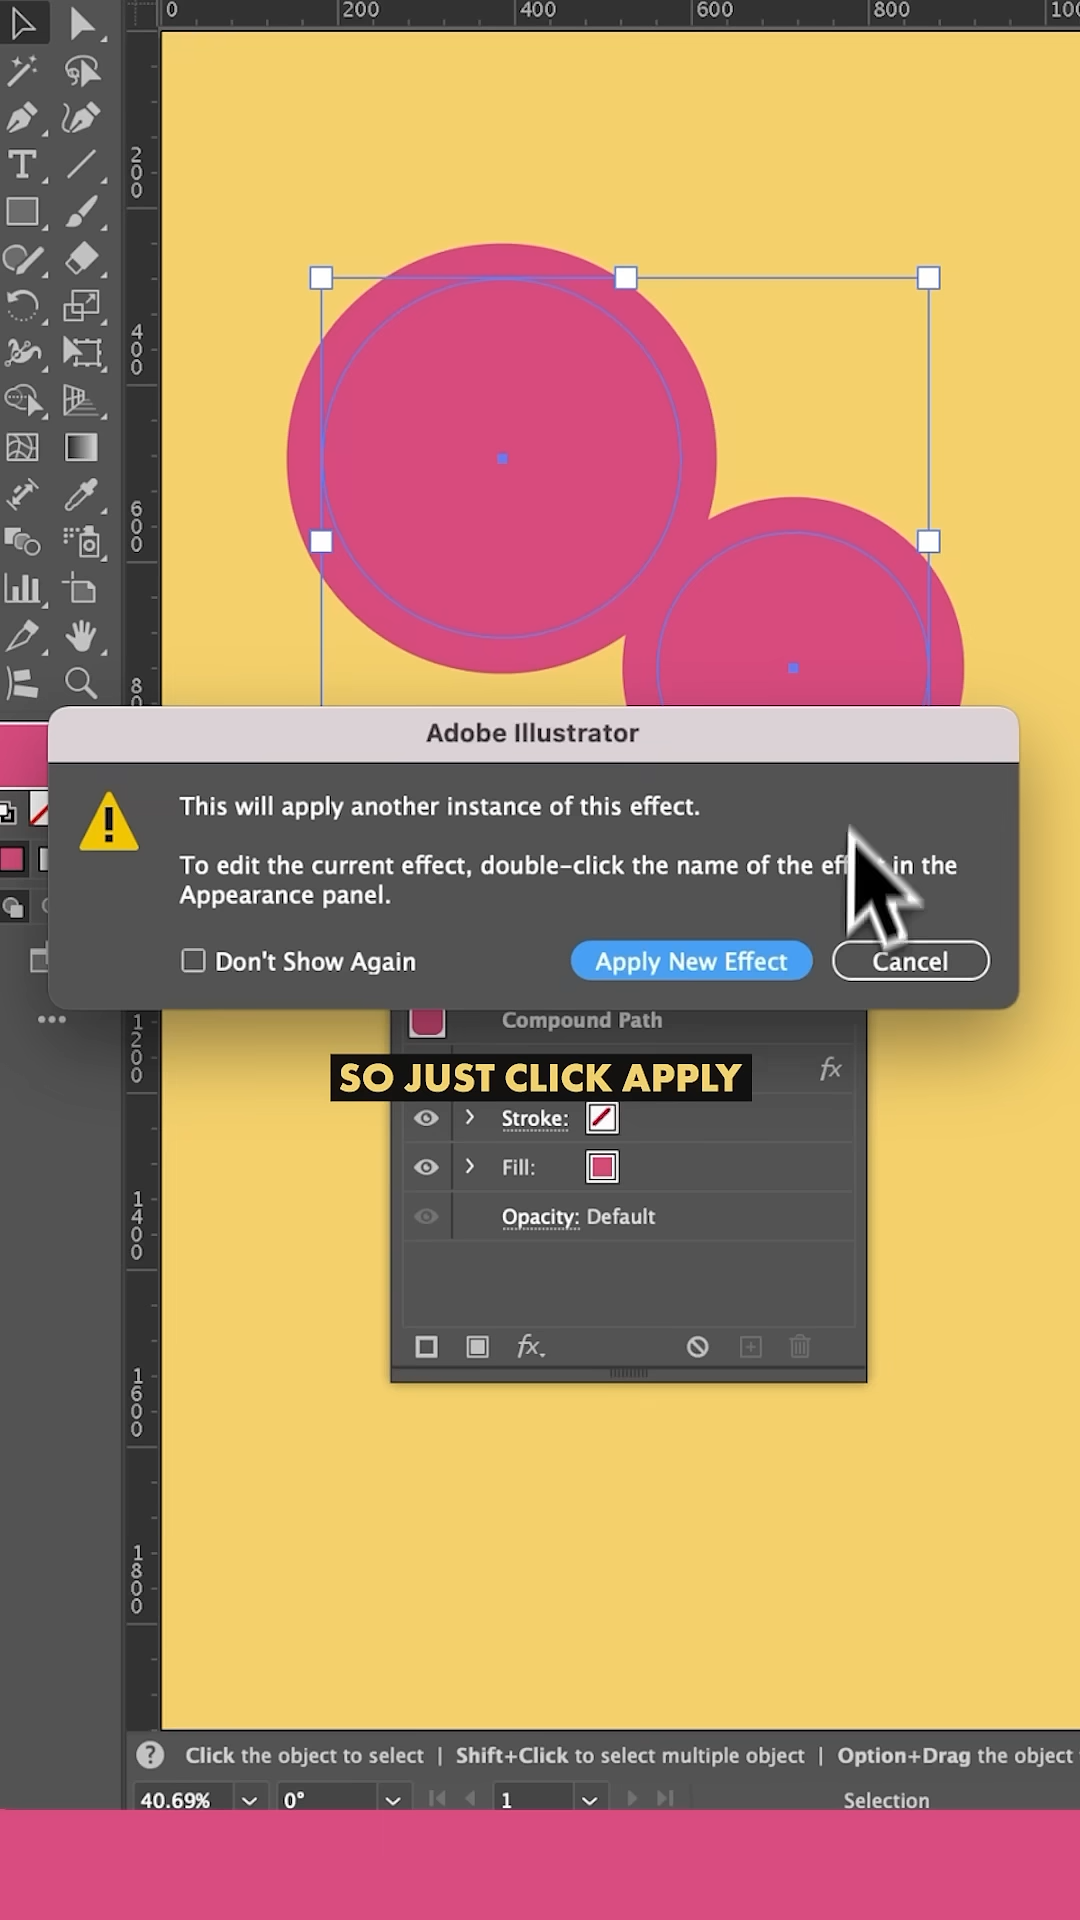 0 200 400 600 800
200
400
600
Adobe Illustrator
This will apply another instance of this effect.
To edit the current effect, double-click the name of the in the
Appearance panel.
Don't Show Again
Apply New Effect
Cancel
Compound Path
SO JUST CLICK APPLY
fx
Stroke:
Fill:
Opacity: Default
fx
1200
1400
1600
1800
Click the object to select | Shift+Click to select multiple object | Option+Drag the object
40.69% 0° 1 Selection